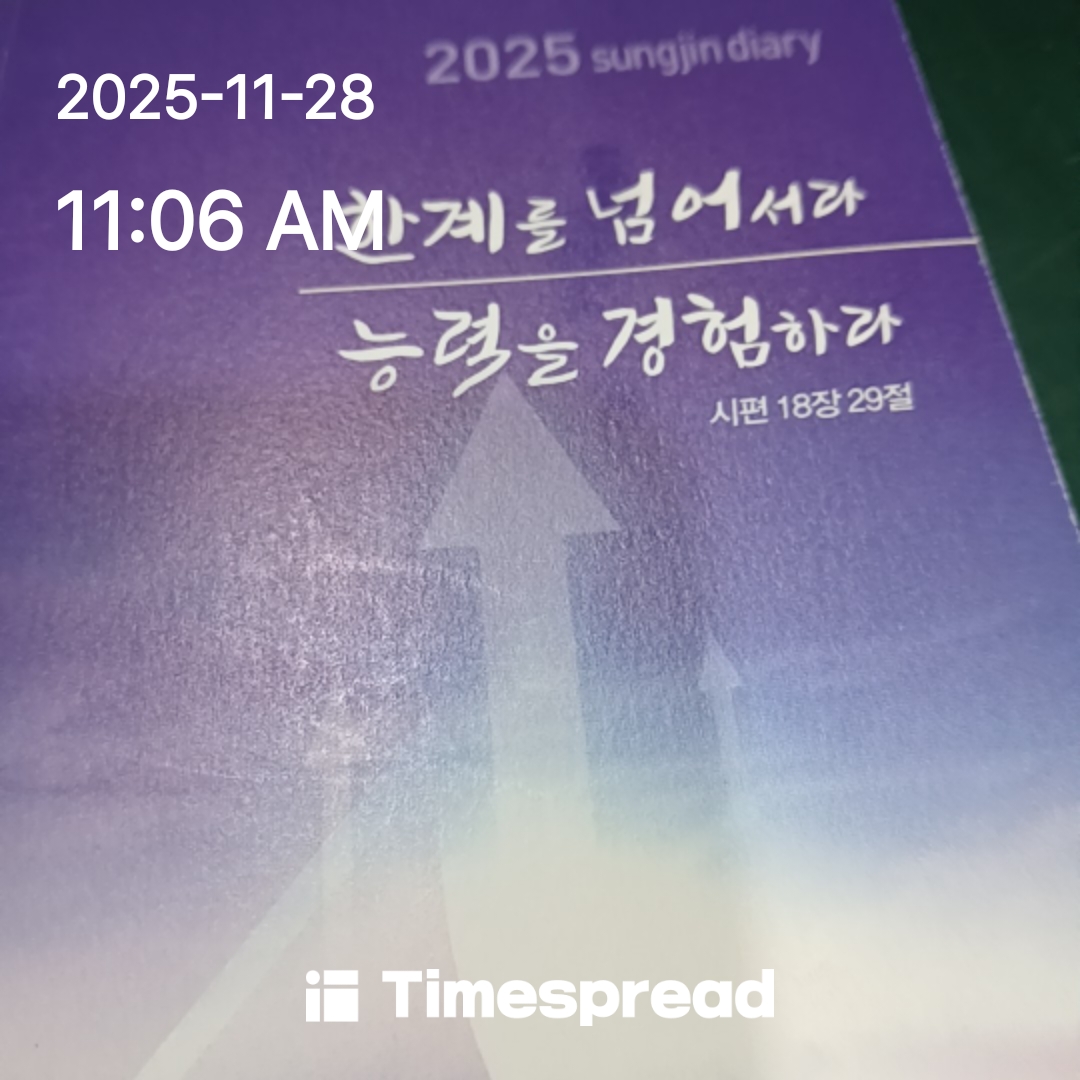 2025 sungjin diary
2025-11-28
11:06 AM
한계를 넘어서라
능력을 경험하라
시편 18장 29절
Timespread